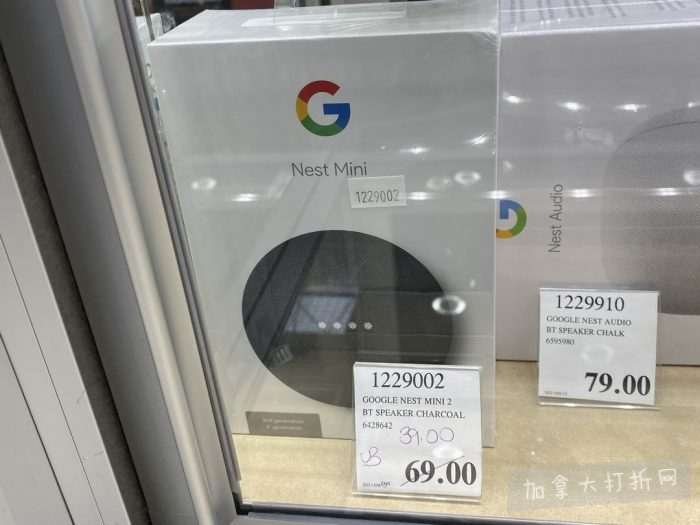 G
Nest Mini
1229002
Nest Audio
1229910
GOOGLE NEST AUDIO
BT SPEAKER CHALK
6595980
79.00
1229002
GOOGLE NEST MINI 2
BT SPEAKER CHARCOAL
6428642
39.00
69.00
加拿大打折网